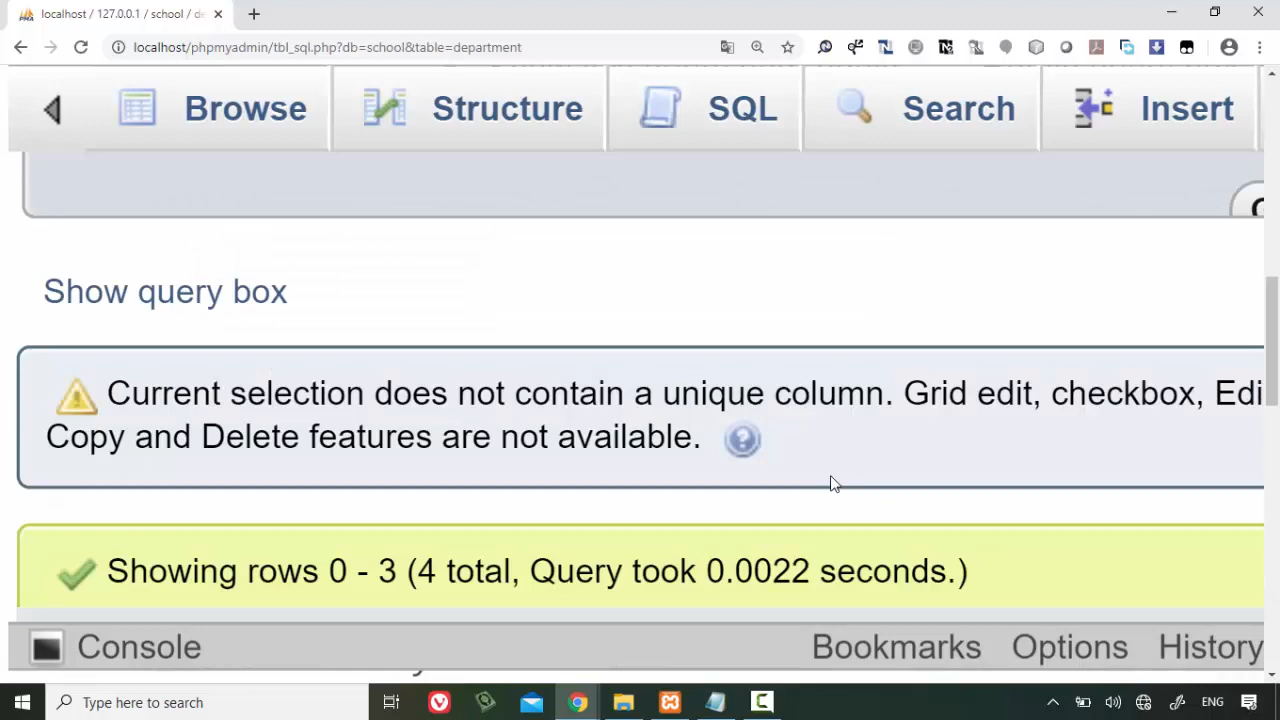 localhost / 127.0.0.1 / school / de
localhost/phpmyadmin/tbl_sql.php?db=school&table=department
Browse
Structure
SQL
Search
Insert
Show query box
Current selection does not contain a unique column. Grid edit, checkbox, Edi
Copy and Delete features are not available.
Showing rows 0 - 3 (4 total, Query took 0.0022 seconds.)
Console
Bookmarks
Options
History
Type here to search
ENG